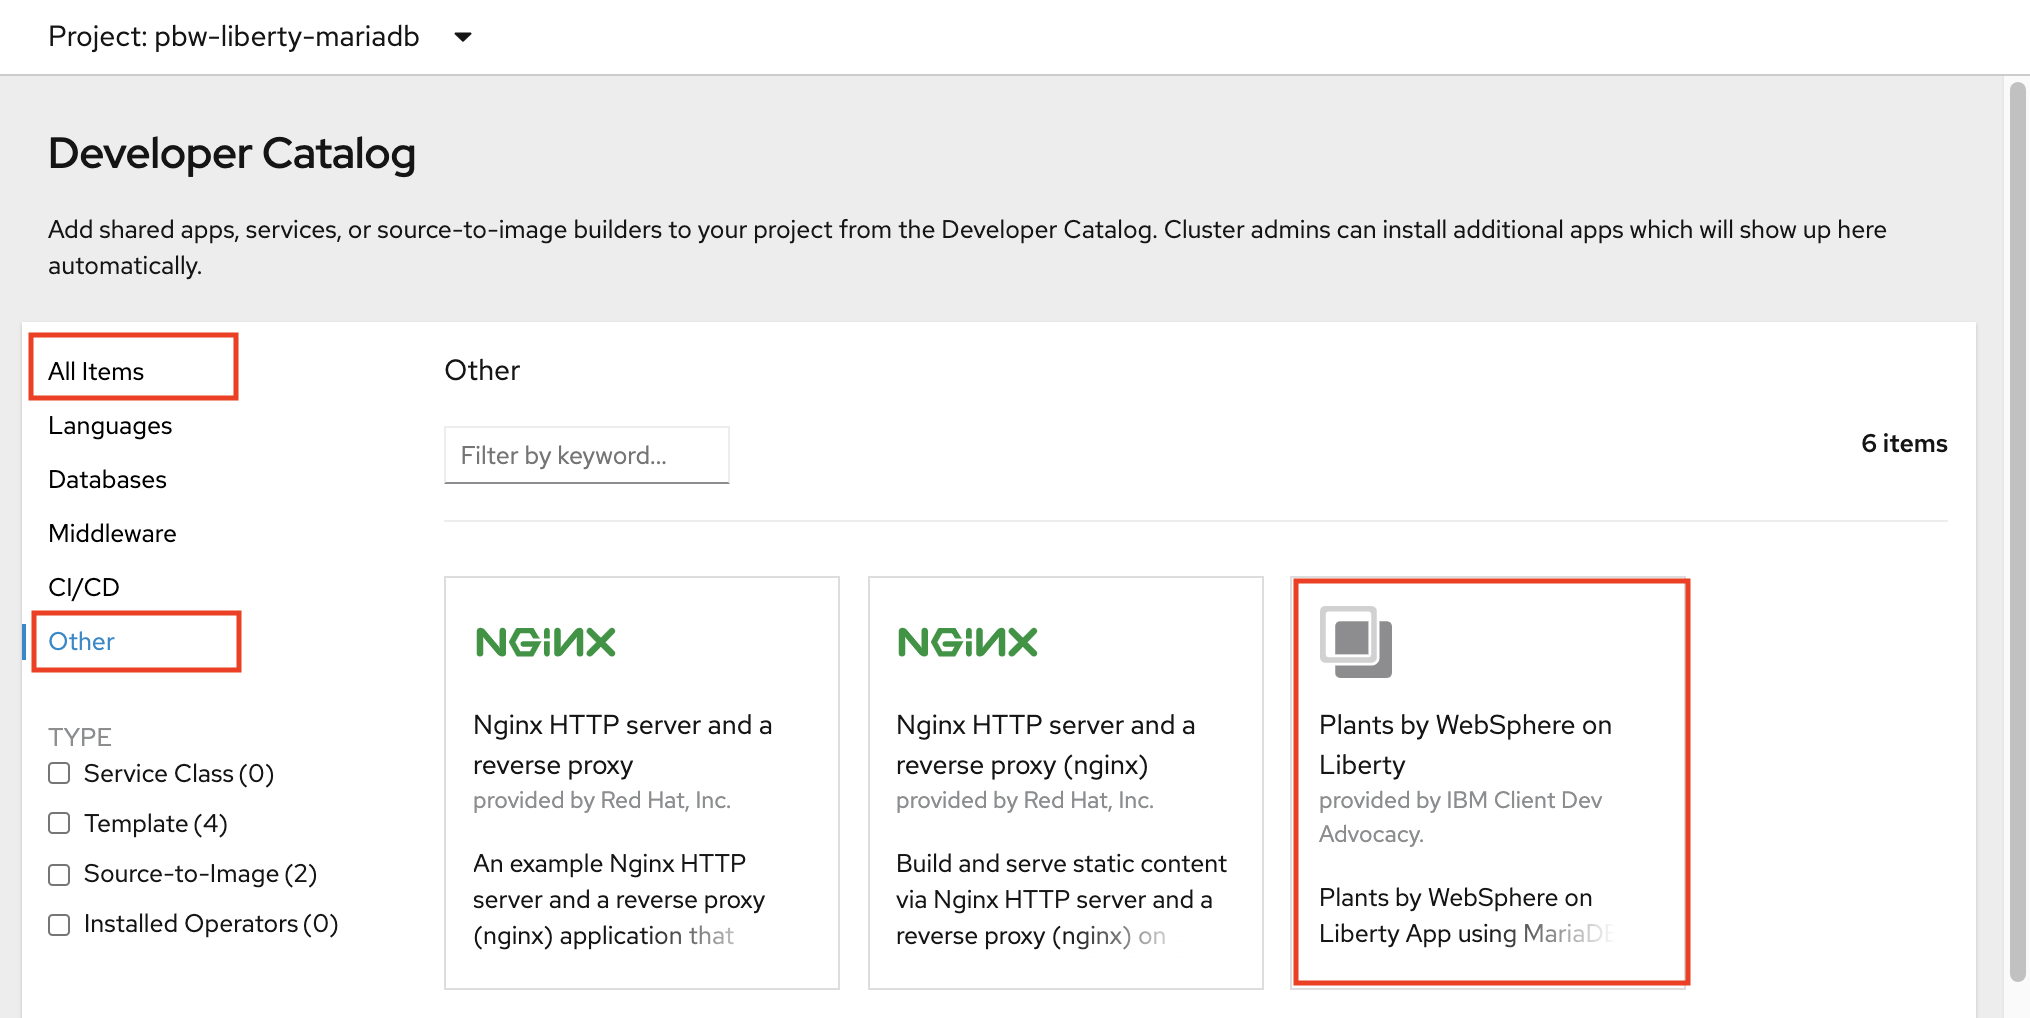 Project: pbw-liberty-mariadb
Developer Catalog
Add shared apps, services, or source-to-image builders to your project from the Developer Catalog. Cluster admins can install additional apps which will show up here
automatically.
All Items
Languages
Databases
Middleware
CI/CD
Other
TYPE
Service Class (0)
Template (4)
Source-to-Image (2)
Installed Operators (0)
Other
Filter by keyword...
6 items
NGINX
Nginx HTTP server and a
reverse proxy
provided by Red Hat, Inc.
An example Nginx HTTP
server and a reverse proxy
(nginx) application that
NGINX
Nginx HTTP server and a
reverse proxy (nginx)
provided by Red Hat, Inc.
Build and serve static content
via Nginx HTTP server and a
reverse proxy (nginx) on
Plants by WebSphere on
Liberty
provided by IBM Client Dev
Advocacy.
Plants by WebSphere on
Liberty App using MariaDB